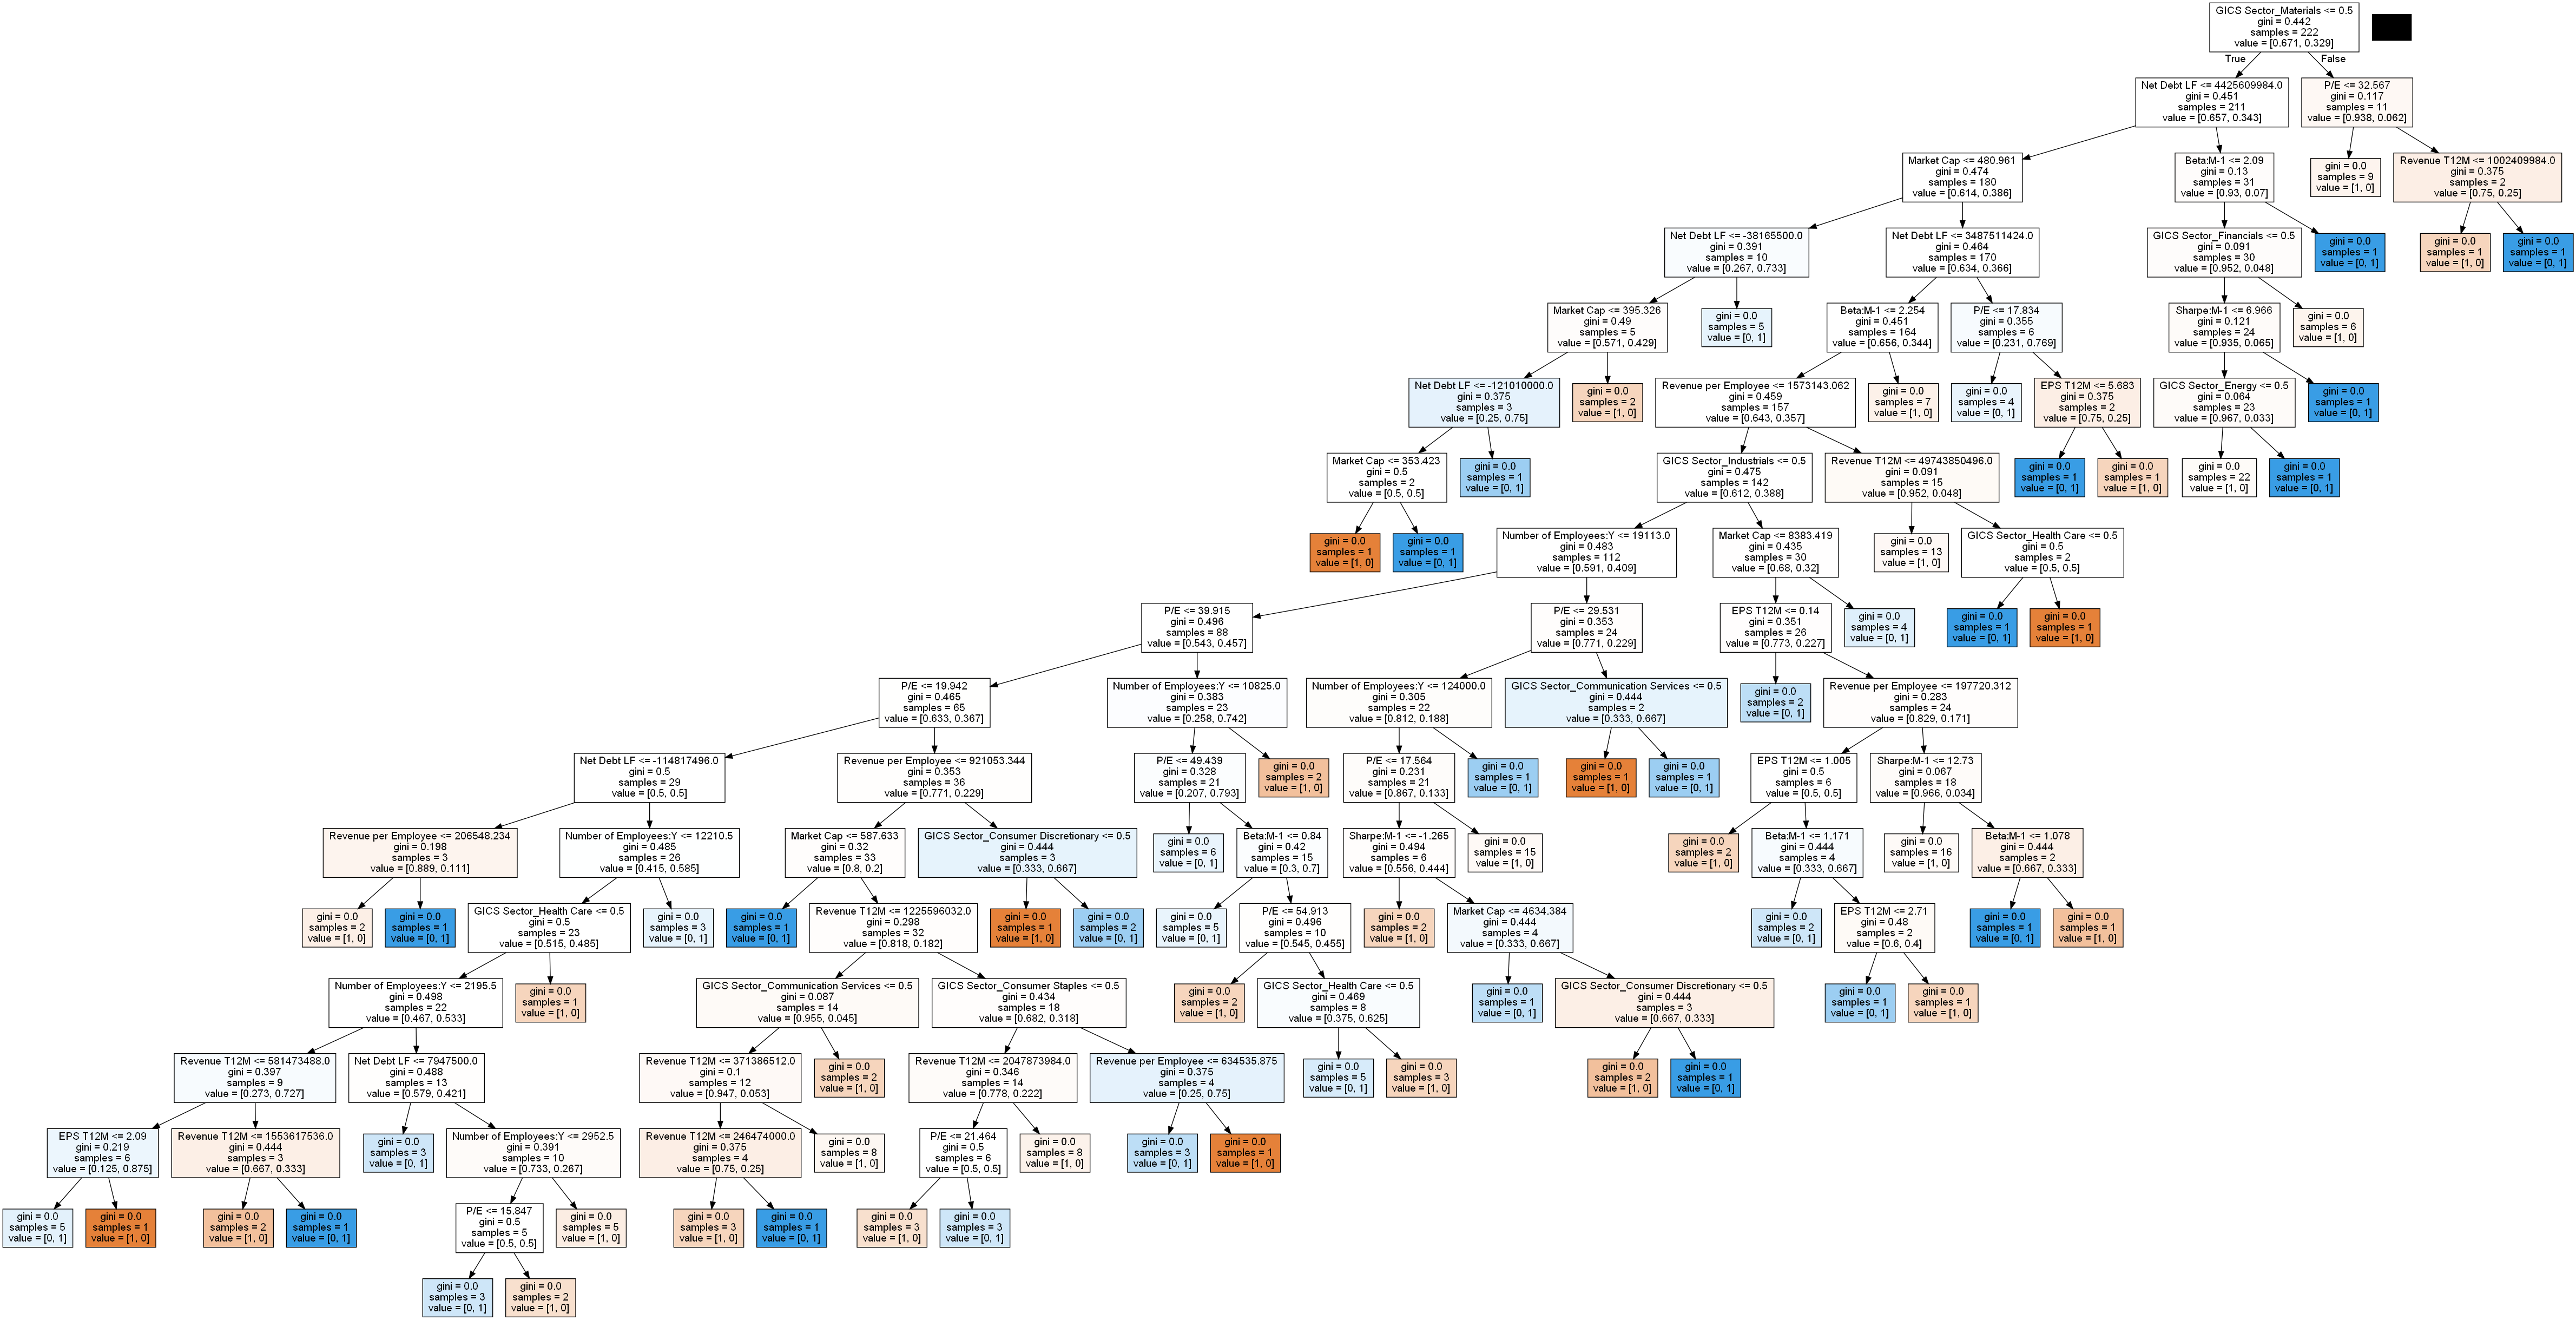 GICS Sector_Materials <= 0.5
gini = 0.442
samples = 222
value = [0.671, 0.329]
True
False
Net Debt LF <= 4425609984.0
gini = 0.451
samples = 211
value = [0.657, 0.343]
P/E <= 32.567
gini = 0.117
samples = 11
value = [0.938, 0.062]
Market Cap <= 480.961
gini = 0.474
samples = 180
value = [0.614, 0.386]
Beta:M-1 <= 2.09
gini = 0.13
samples = 31
value = [0.93, 0.07]
gini = 0.0
samples = 9
value = [1, 0]
Revenue T12M <= 1002409984.0
gini = 0.375
samples = 2
value = [0.75, 0.25]
Net Debt LF <= -38165500.0
gini = 0.391
samples = 10
value = [0.267, 0.733]
Net Debt LF <= 3487511424.0
gini = 0.464
samples = 170
value = [0.634, 0.366]
GICS Sector_Financials <= 0.5
gini = 0.091
samples = 30
value = [0.952, 0.048]
gini = 0.0
samples = 1
value = [0, 1]
gini = 0.0
samples = 1
value = [1, 0]
gini = 0.0
samples = 1
value = [0, 1]
Market Cap <= 395.326
gini = 0.49
samples = 5
value = [0.571, 0.429]
gini = 0.0
samples = 5
value = [0, 1]
Beta:M-1 <= 2.254
gini = 0.451
samples = 164
value = [0.656, 0.344]
P/E <= 17.834
gini = 0.355
samples = 6
value = [0.231, 0.769]
Sharpe:M-1 <= 6.966
gini = 0.121
samples = 24
value = [0.935, 0.065]
gini = 0.0
samples = 6
value = [1, 0]
Net Debt LF <= -121010000.0
gini = 0.375
samples = 3
value = [0.25, 0.75]
gini = 0.0
samples = 2
value = [1, 0]
Revenue per Employee <= 1573143.062
gini = 0.459
samples = 157
value = [0.643, 0.357]
gini = 0.0
samples = 7
value = [1, 0]
gini = 0.0
samples = 4
value = [0, 1]
EPS T12M <= 5.683
gini = 0.375
samples = 2
value = [0.75, 0.25]
GICS Sector_Energy <= 0.5
gini = 0.064
samples = 23
value = [0.967, 0.033]
gini = 0.0
samples = 1
value = [0, 1]
Market Cap <= 353.423
gini = 0.5
samples = 2
value = [0.5, 0.5]
gini = 0.0
samples = 1
value = [0, 1]
GICS Sector_Industrials <= 0.5
gini = 0.475
samples = 142
value = [0.612, 0.388]
Revenue T12M <= 49743850496.0
gini = 0.091
samples = 15
value = [0.952, 0.048]
gini = 0.0
samples = 1
value = [0, 1]
gini = 0.0
samples = 1
value = [1, 0]
gini = 0.0
samples = 22
value = [1, 0]
gini = 0.0
samples = 1
value = [0, 1]
gini = 0.0
samples = 1
value = [1, 0]
gini = 0.0
samples = 1
value = [0, 1]
Number of Employees:Y <= 19113.0
gini = 0.483
samples = 112
value = [0.591, 0.409]
Market Cap <= 8383.419
gini = 0.435
samples = 30
value = [0.68, 0.32]
gini = 0.0
samples = 13
value = [1, 0]
GICS Sector_Health Care <= 0.5
gini = 0.5
samples = 2
value = [0.5, 0.5]
P/E <= 39.915
gini = 0.496
samples = 88
value = [0.543, 0.457]
P/E <= 29.531
gini = 0.353
samples = 24
value = [0.771, 0.229]
EPS T12M <= 0.14
gini = 0.351
samples = 26
value = [0.773, 0.227]
gini = 0.0
samples = 4
value = [0, 1]
gini = 0.0
samples = 1
value = [0, 1]
gini = 0.0
samples = 1
value = [1, 0]
P/E <= 19.942
gini = 0.465
samples = 65
value = [0.633, 0.367]
Number of Employees:Y <= 10825.0
gini = 0.383
samples = 23
value = [0.258, 0.742]
Number of Employees:Y <= 124000.0
gini = 0.305
samples = 22
value = [0.812, 0.188]
GICS Sector_Communication Services <= 0.5
gini = 0.444
samples = 2
value = [0.333, 0.667]
gini = 0.0
samples = 2
value = [0, 1]
Revenue per Employee <= 197720.312
gini = 0.283
samples = 24
value = [0.829, 0.171]
Net Debt LF <= -114817496.0
gini = 0.5
samples = 29
value = [0.5, 0.5]
Revenue per Employee <= 921053.344
gini = 0.353
samples = 36
value = [0.771, 0.229]
P/E <= 49.439
gini = 0.328
samples = 21
value = [0.207, 0.793]
gini = 0.0
samples = 2
value = [1, 0]
P/E <= 17.564
gini = 0.231
samples = 21
value = [0.867, 0.133]
gini = 0.0
samples = 1
value = [0, 1]
gini = 0.0
samples = 1
value = [1, 0]
gini = 0.0
samples = 1
value = [0, 1]
EPS T12M <= 1.005
gini = 0.5
samples = 6
value = [0.5, 0.5]
Sharpe:M-1 <= 12.73
gini = 0.067
samples = 18
value = [0.966, 0.034]
Revenue per Employee <= 206548.234
gini = 0.198
samples = 3
value = [0.889, 0.111]
Number of Employees:Y <= 12210.5
gini = 0.485
samples = 26
value = [0.415, 0.585]
Market Cap <= 587.633
gini = 0.32
samples = 33
value = [0.8, 0.2]
GICS Sector_Consumer Discretionary <= 0.5
gini = 0.444
samples = 3
value = [0.333, 0.667]
gini = 0.0
samples = 6
value = [0, 1]
Beta:M-1 <= 0.84
gini = 0.42
samples = 15
value = [0.3, 0.7]
Sharpe:M-1 <= -1.265
gini = 0.494
samples = 6
value = [0.556, 0.444]
gini = 0.0
samples = 15
value = [1, 0]
gini = 0.0
samples = 2
value = [1, 0]
Beta:M-1 <= 1.171
gini = 0.444
samples = 4
value = [0.333, 0.667]
gini = 0.0
samples = 16
value = [1, 0]
Beta:M-1 <= 1.078
gini = 0.444
samples = 2
value = [0.667, 0.333]
gini = 0.0
samples = 2
value = [1, 0]
gini = 0.0
samples = 1
value = [0, 1]
GICS Sector_Health Care <= 0.5
gini = 0.5
samples = 23
value = [0.515, 0.485]
gini = 0.0
samples = 3
value = [0, 1]
gini = 0.0
samples = 1
value = [0, 1]
Revenue T12M <= 1225596032.0
gini = 0.298
samples = 32
value = [0.818, 0.182]
gini = 0.0
samples = 1
value = [1, 0]
gini = 0.0
samples = 2
value = [0, 1]
gini = 0.0
samples = 5
value = [0, 1]
P/E <= 54.913
gini = 0.496
samples = 10
value = [0.545, 0.455]
gini = 0.0
samples = 2
value = [1, 0]
Market Cap <= 4634.384
gini = 0.444
samples = 4
value = [0.333, 0.667]
gini = 0.0
samples = 2
value = [0, 1]
EPS T12M <= 2.71
gini = 0.48
samples = 2
value = [0.6, 0.4]
gini = 0.0
samples = 1
value = [0, 1]
gini = 0.0
samples = 1
value = [1, 0]
Number of Employees:Y <= 2195.5
gini = 0.498
samples = 22
value = [0.467, 0.533]
gini = 0.0
samples = 1
value = [1, 0]
GICS Sector_Communication Services <= 0.5
gini = 0.087
samples = 14
value = [0.955, 0.045]
GICS Sector_Consumer Staples <= 0.5
gini = 0.434
samples = 18
value = [0.682, 0.318]
gini = 0.0
samples = 2
value = [1, 0]
GICS Sector_Health Care <= 0.5
gini = 0.469
samples = 8
value = [0.375, 0.625]
gini = 0.0
samples = 1
value = [0, 1]
GICS Sector_Consumer Discretionary <= 0.5
gini = 0.444
samples = 3
value = [0.667, 0.333]
gini = 0.0
samples = 1
value = [0, 1]
gini = 0.0
samples = 1
value = [1, 0]
Revenue T12M <= 581473488.0
gini = 0.397
samples = 9
value = [0.273, 0.727]
Net Debt LF <= 7947500.0
gini = 0.488
samples = 13
value = [0.579, 0.421]
Revenue T12M <= 371386512.0
gini = 0.1
samples = 12
value = [0.947, 0.053]
gini = 0.0
samples = 2
value = [1, 0]
Revenue T12M <= 2047873984.0
gini = 0.346
samples = 14
value = [0.778, 0.222]
Revenue per Employee <= 634535.875
gini = 0.375
samples = 4
value = [0.25, 0.75]
gini = 0.0
samples = 5
value = [0, 1]
gini = 0.0
samples = 3
value = [1, 0]
gini = 0.0
samples = 2
value = [1, 0]
gini = 0.0
samples = 1
value = [0, 1]
EPS T12M <= 2.09
gini = 0.219
samples = 6
value = [0.125, 0.875]
Revenue T12M <= 1553617536.0
gini = 0.444
samples = 3
value = [0.667, 0.333]
gini = 0.0
samples = 3
value = [0, 1]
Number of Employees:Y <= 2952.5
gini = 0.391
samples = 10
value = [0.733, 0.267]
Revenue T12M <= 246474000.0
gini = 0.375
samples = 4
value = [0.75, 0.25]
gini = 0.0
samples = 8
value = [1, 0]
P/E <= 21.464
gini = 0.5
samples = 6
value = [0.5, 0.5]
gini = 0.0
samples = 8
value = [1, 0]
gini = 0.0
samples = 3
value = [0, 1]
gini = 0.0
samples = 1
value = [1, 0]
gini = 0.0
samples = 5
value = [0, 1]
gini = 0.0
samples = 1
value = [1, 0]
gini = 0.0
samples = 2
value = [1, 0]
gini = 0.0
samples = 1
value = [0, 1]
P/E <= 15.847
gini = 0.5
samples = 5
value = [0.5, 0.5]
gini = 0.0
samples = 5
value = [1, 0]
gini = 0.0
samples = 3
value = [1, 0]
gini = 0.0
samples = 1
value = [0, 1]
gini = 0.0
samples = 3
value = [1, 0]
gini = 0.0
samples = 3
value = [0, 1]
gini = 0.0
samples = 3
value = [0, 1]
gini = 0.0
samples = 2
value = [1, 0]